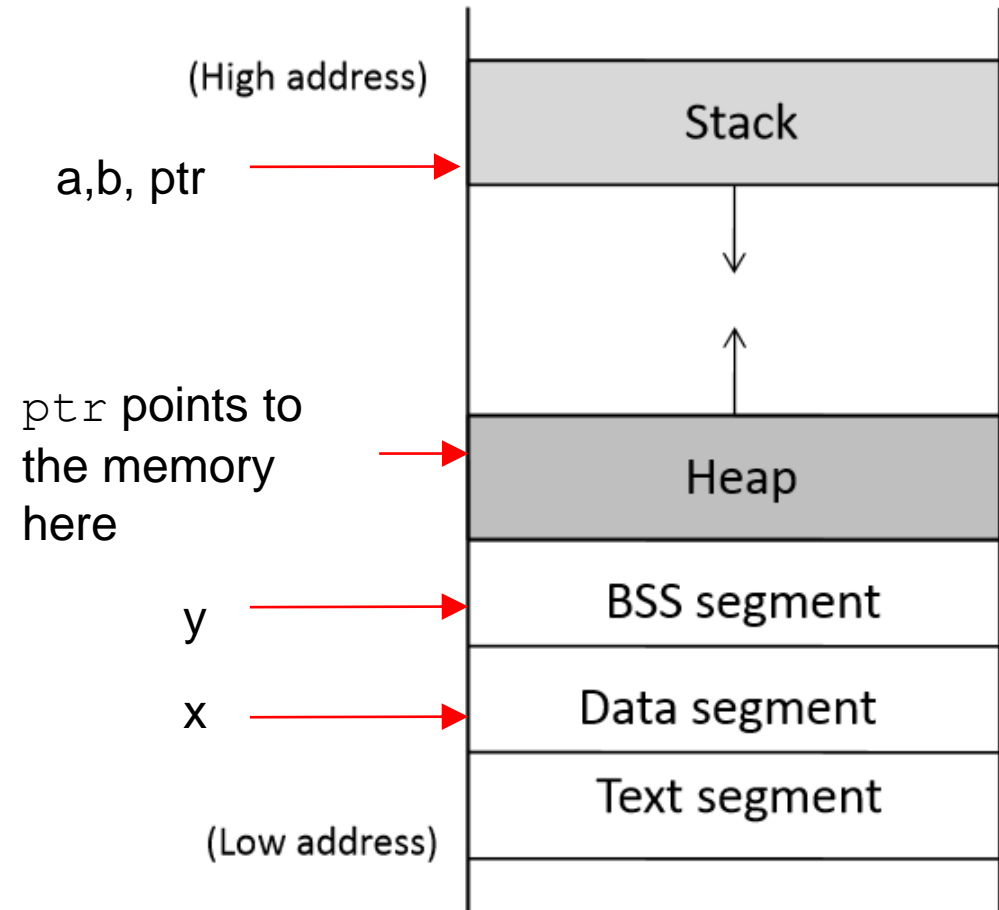 (High address)
Stack
a,b, ptr
ptr points to
the memory
here
Heap
y
BSS segment
x
Data segment
Text segment
(Low address)